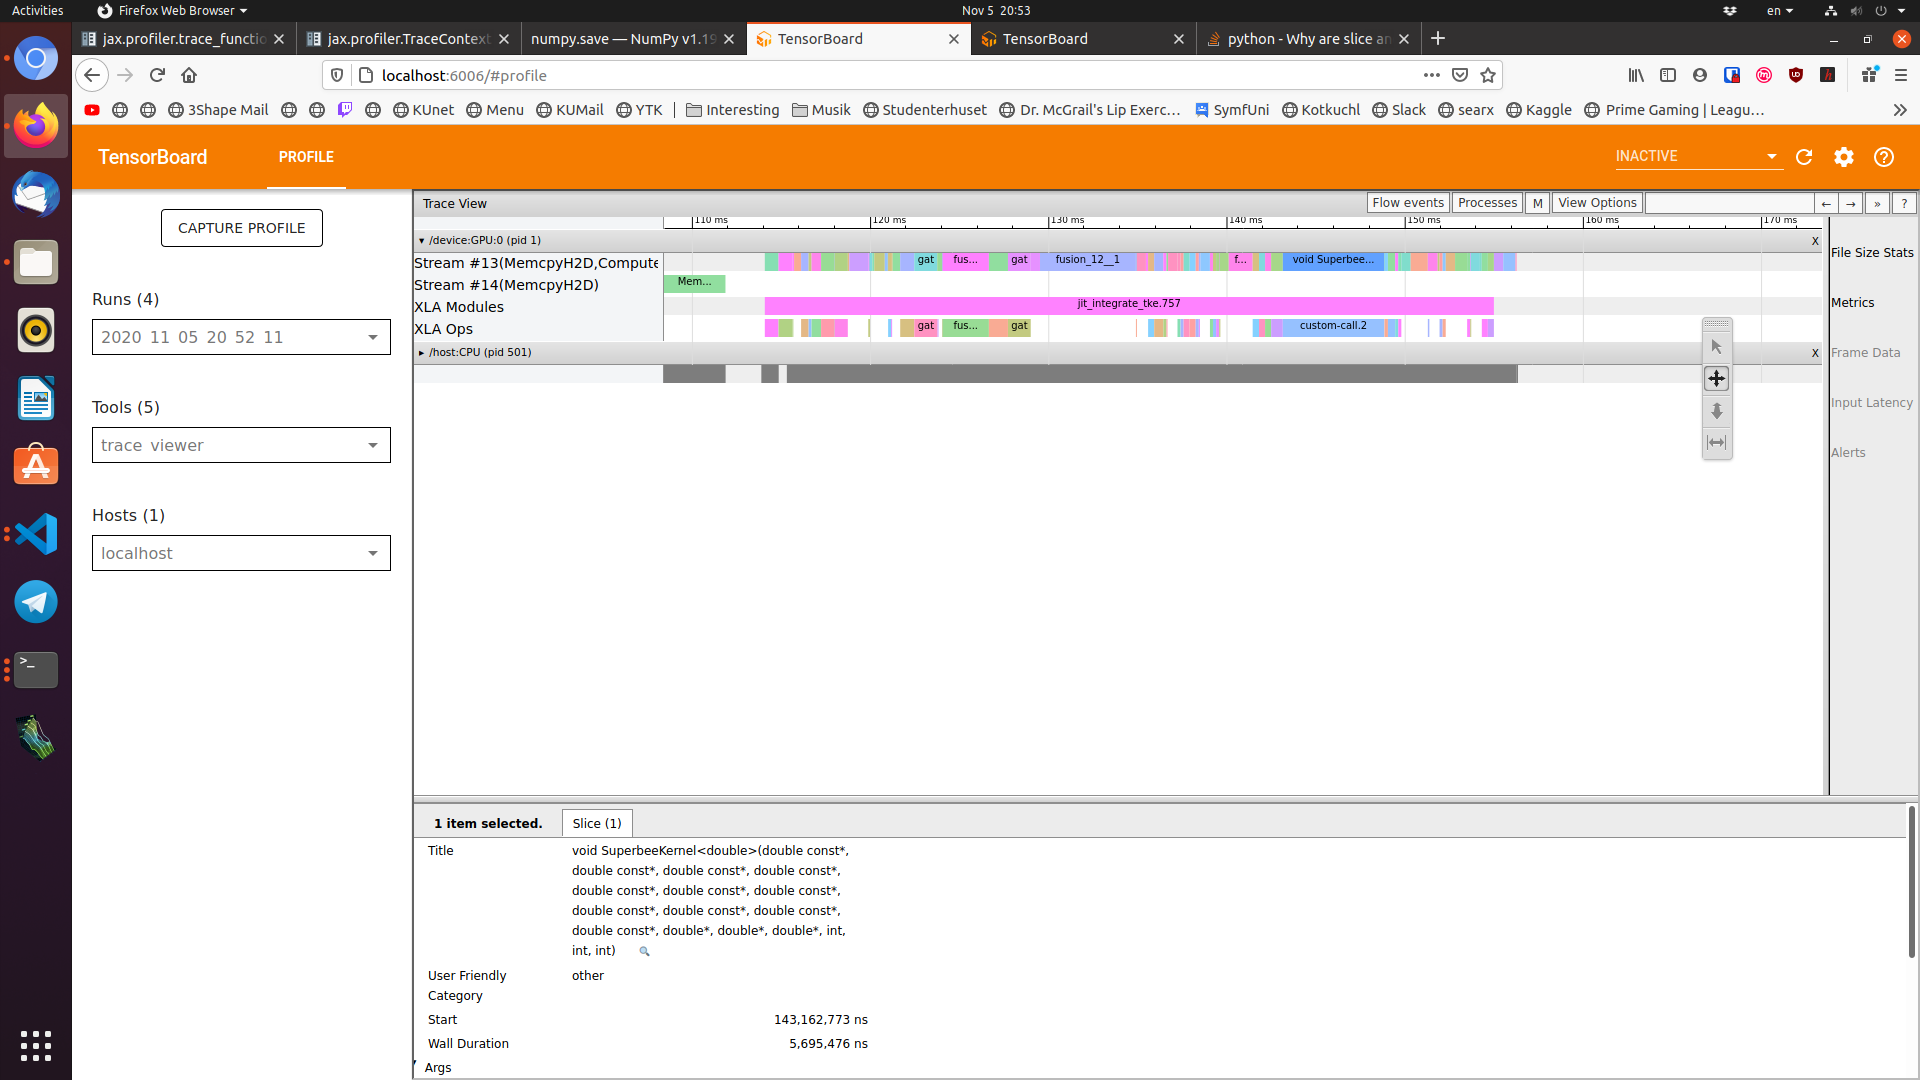 Activities
Firefox Web Browser
Nov 5 20:53
en
jax.profiler.trace_functio
jax.profiler.TraceContext
numpy.save — NumPy v1.19
TensorBoard
TensorBoard
python - Why are slice an
localhost:6006/#profile
3Shape Mail
KUnet
Menu
KUMail
YTK
Interesting
Musik
Studenterhuset
Dr. McGrail's Lip Exerc…
SymfUni
Kotkuchl
Slack
searx
Kaggle
Prime Gaming | Leagu…
TensorBoard
PROFILE
INACTIVE
CAPTURE PROFILE
Runs (4)
2020_11_05_20_52_11
Tools (5)
trace_viewer
Hosts (1)
localhost
Trace View
Flow events
Processes
M
View Options
←
→
»
?
110 ms
120 ms
130 ms
140 ms
150 ms
160 ms
170 ms
/device:GPU:0 (pid 1)
X
Stream #13(MemcpyH2D,Compute
gat
fus...
gat
fusion_12__1
f...
void Superbee...
Stream #14(MemcpyH2D)
Mem...
XLA Modules
jit_integrate_tke.757
XLA Ops
gat
fus...
gat
custom-call.2
/host:CPU (pid 501)
X
File Size Stats
Metrics
Frame Data
Input Latency
Alerts
1 item selected.
Slice (1)
Title
void SuperbeeKernel<double>(double const*,
double const*, double const*, double const*,
double const*, double const*, double const*,
double const*, double const*, double const*,
double const*, double*, double*, double*, int,
int, int)
User Friendly
Category
other
Start
143,162,773 ns
Wall Duration
5,695,476 ns
Args